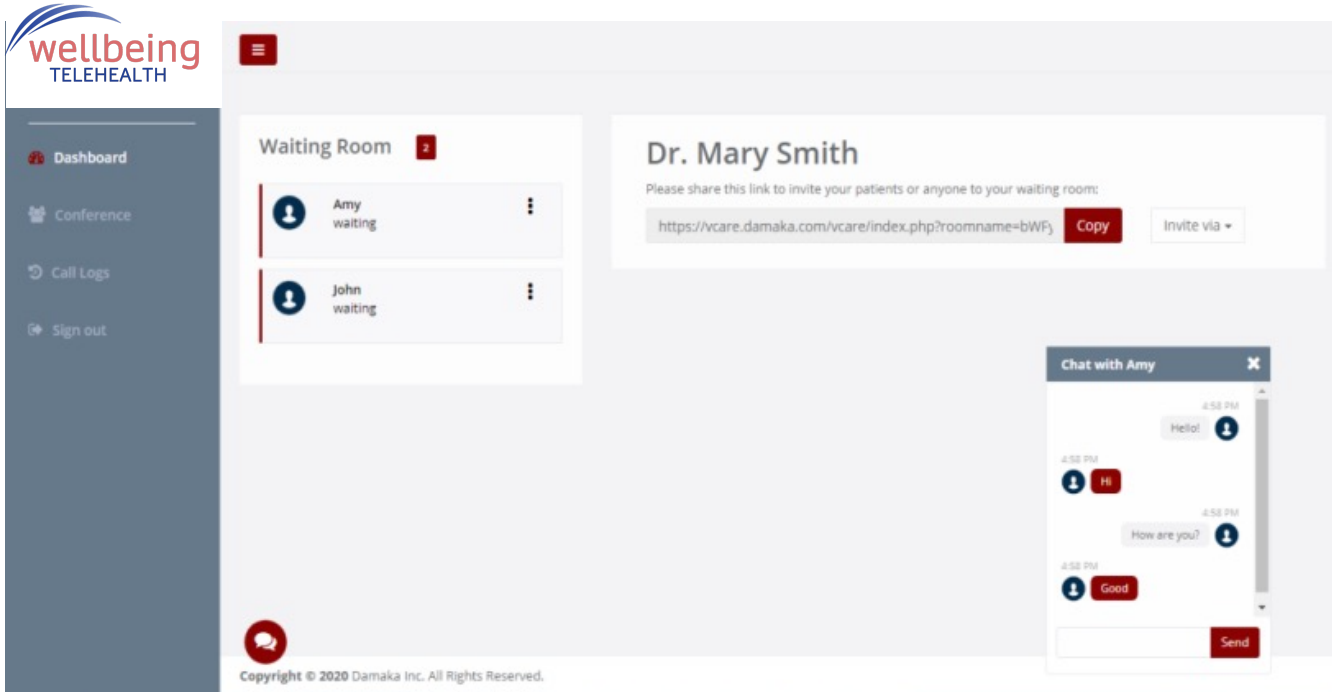 wellbeing
TELEHEALTH
Dashboard
Conference
Call Logs
Sign out
Waiting Room 2
Amy
waiting
John
waiting
Dr. Mary Smith
Please share this link to invite your patients or anyone to your waiting room:
https://vcare.damaka.com/vcare/index.php?roomname=bWFy
Copy
Invite via
Chat with Amy
4:58 PM
Hello!
4:58 PM
Hi
4:58 PM
How are you?
4:58 PM
Good
Send
Copyright © 2020 Damaka Inc. All Rights Reserved.